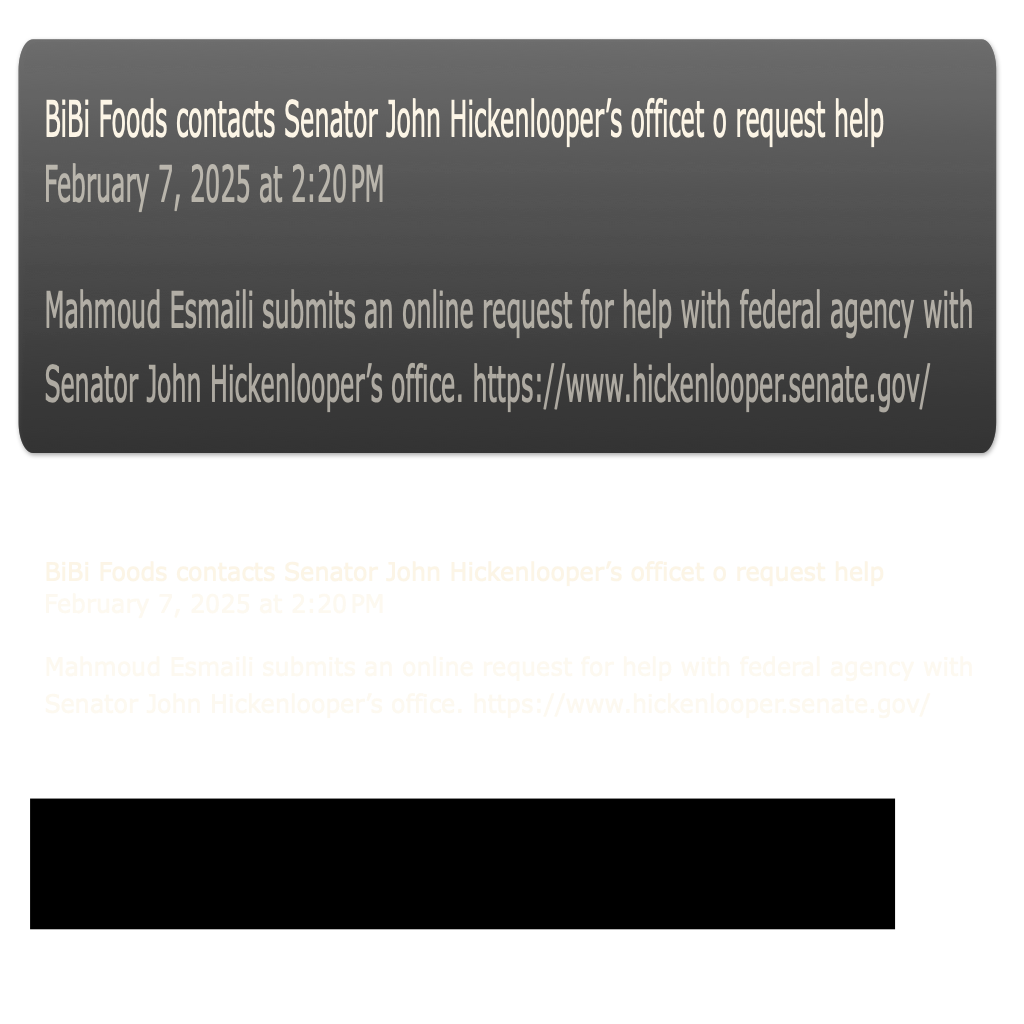 BiBi Foods contacts Senator John Hickenlooper’s officet o request help
February 7, 2025 at 2:20 PM
Mahmoud Esmaili submits an online request for help with federal agency with
Senator John Hickenlooper’s office. https://www.hickenlooper.senate.gov/
BiBi Foods contacts Senator John Hickenlooper’s officet o request help
February 7, 2025 at 2:20 PM
Mahmoud Esmaili submits an online request for help with federal agency with
Senator John Hickenlooper’s office. https://www.hickenlooper.senate.gov/